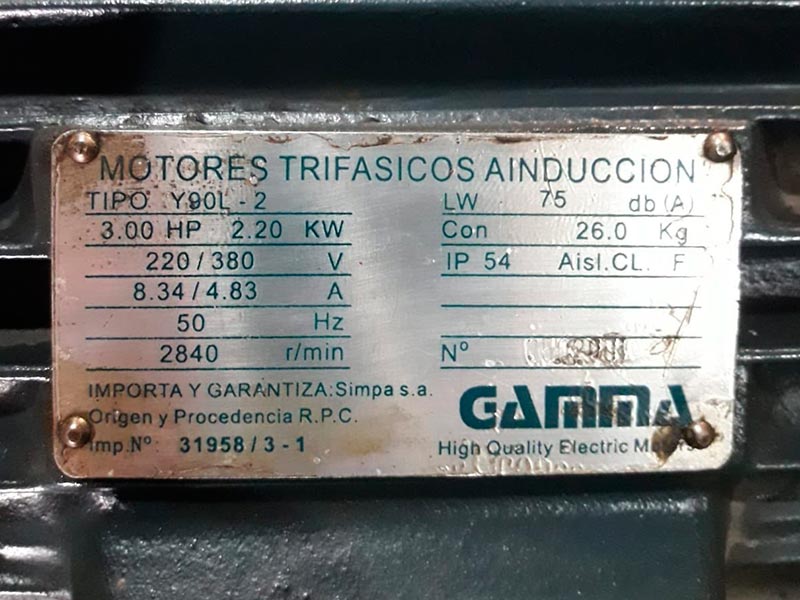 MOTORES TRIFASICOS AINDUCCION
TIPO Y90L - 2
3.00 HP 2.20 KW
220 / 380 V
8.34 / 4.83 A
50 Hz
2840 r/min
LW 75 db (A)
Con 26.0 Kg
IP 54 Aisl.CL. F
Nº
IMPORTA Y GARANTIZA: Simpa s.a.
Origen y Procedencia R.P.C.
Imp.Nº 31958 / 3 - 1
GAMMA
High Quality Electric Motors